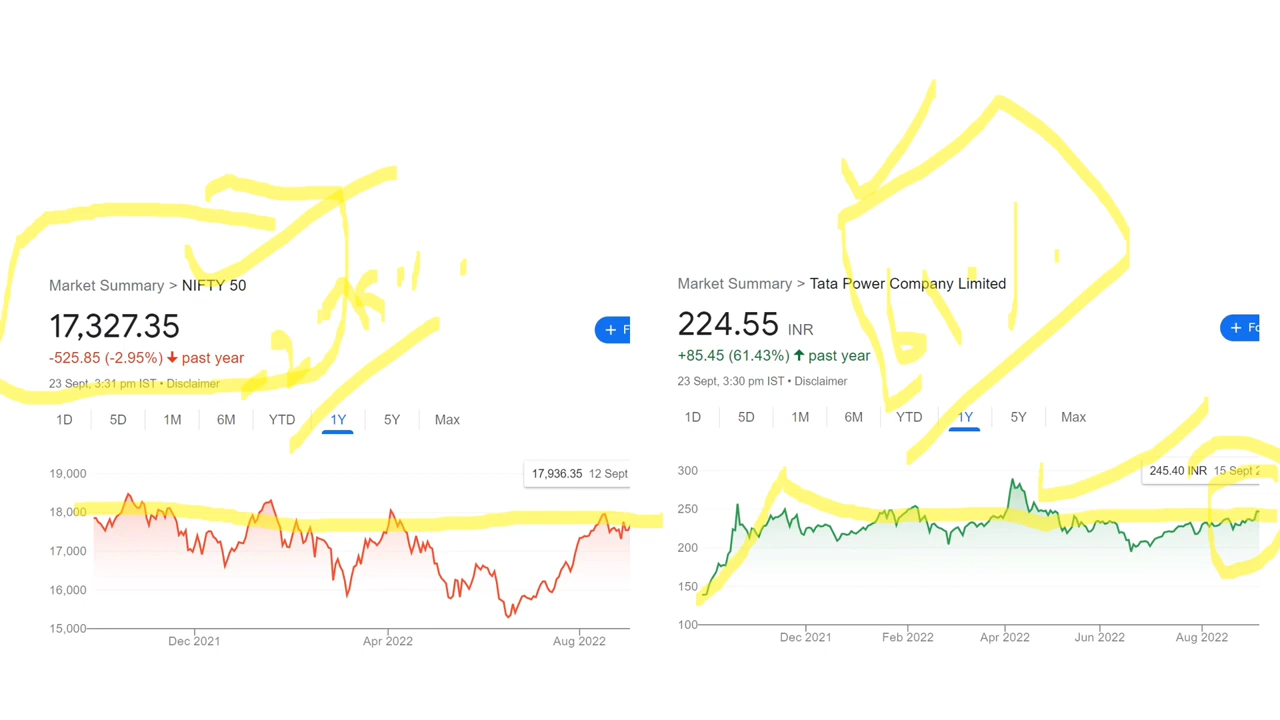 Market Summary > NIFTY 50
17,327.35
-525.85 (-2.95%) ↓ past year
23 Sept, 3:31 pm IST • Disclaimer
+ F
1D 5D 1M 6M YTD 1Y 5Y Max
17,936.35 12 Sept
19,000
18,000
17,000
16,000
15,000
Dec 2021 Apr 2022 Aug 2022
Market Summary > Tata Power Company Limited
224.55 INR
+85.45 (61.43%) ↑ past year
23 Sept, 3:30 pm IST • Disclaimer
+ Fo
1D 5D 1M 6M YTD 1Y 5Y Max
245.40 INR 15 Sept 2
300
250
200
150
100
Dec 2021 Feb 2022 Apr 2022 Jun 2022 Aug 2022